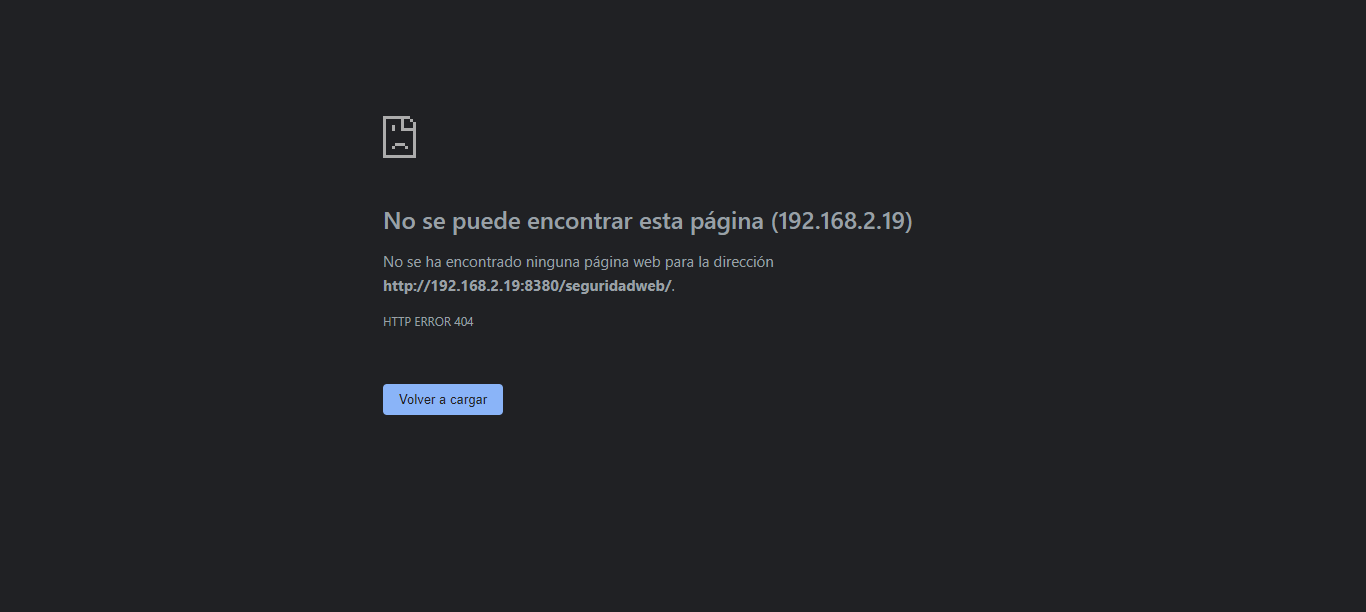 No se puede encontrar esta página (192.168.2.19)
No se ha encontrado ninguna página web para la dirección
http://192.168.2.19:8380/seguridadweb/.
HTTP ERROR 404
Volver a cargar